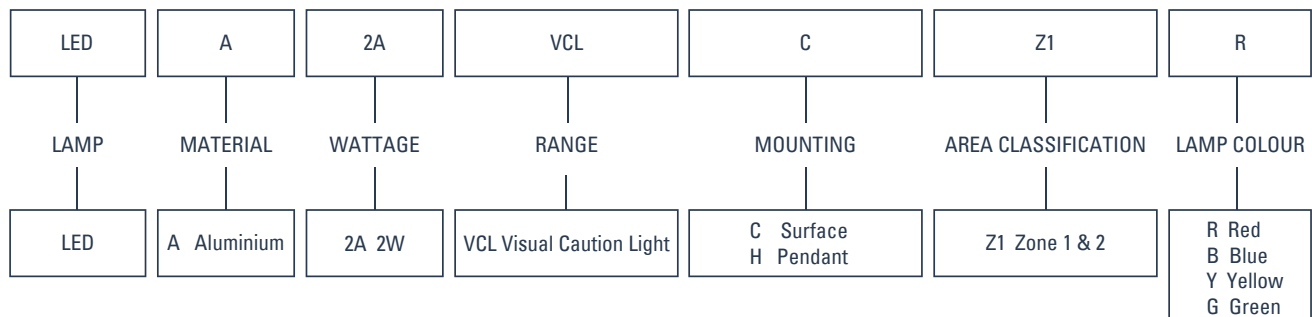 LED A 2A VCL C Z1 R
LAMP MATERIAL WATTAGE RANGE MOUNTING AREA CLASSIFICATION LAMP COLOUR
LED A Aluminium 2A 2W VCL Visual Caution Light C Surface Z1 Zone 1 & 2 R Red
H Pendant B Blue
Y Yellow
G Green